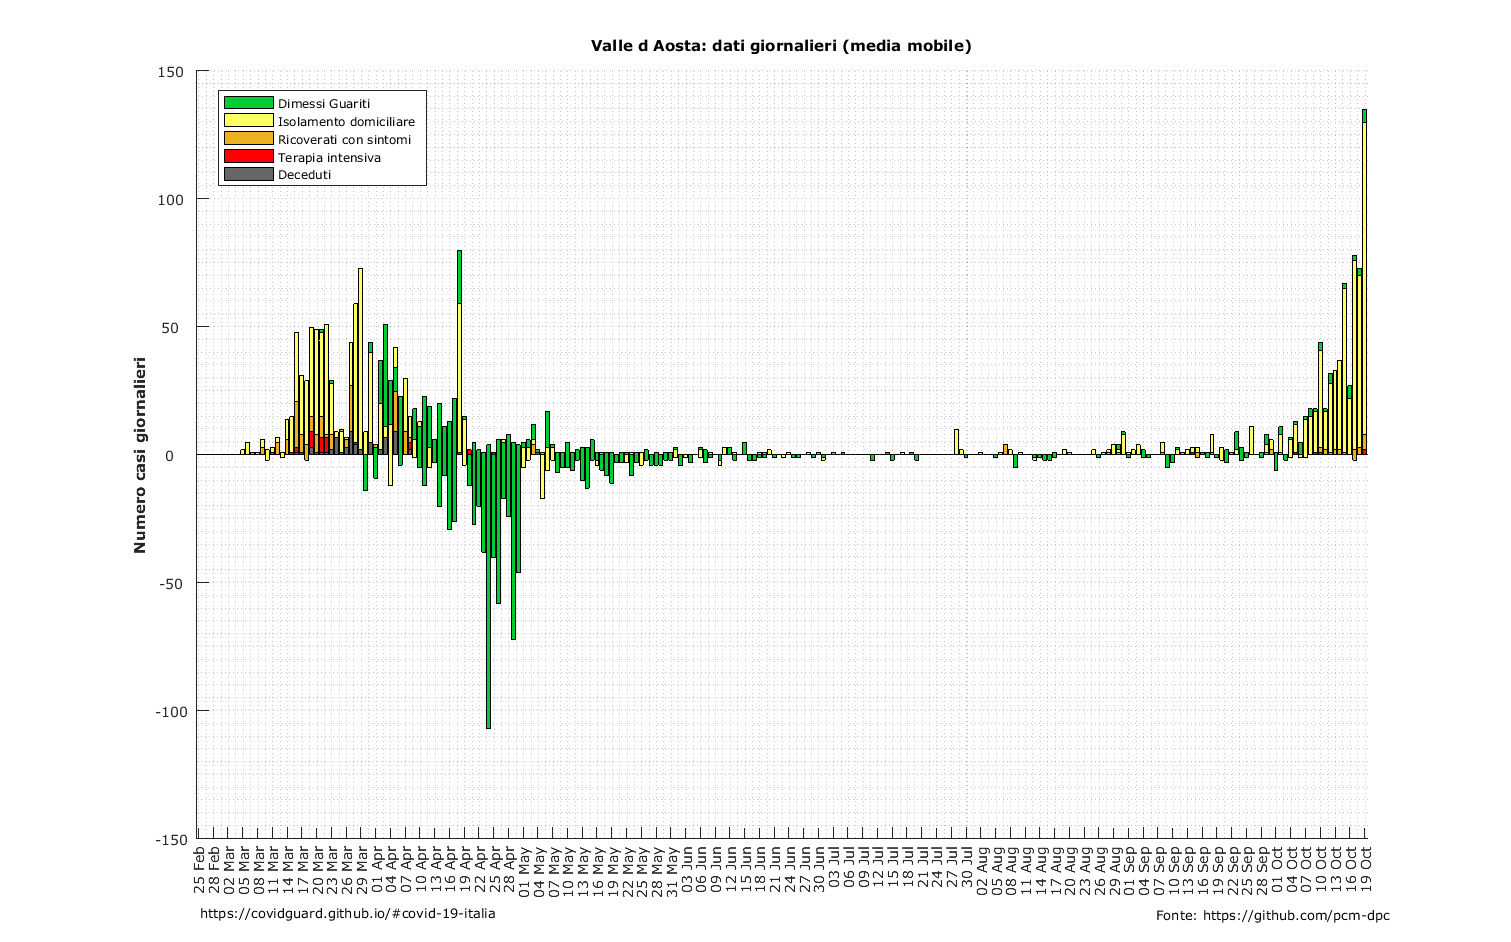 Valle d Aosta: dati giornalieri (media mobile)
150
100
50
0
-50
-100
-150
Numero casi giornalieri
Dimessi Guariti
Isolamento domiciliare
Ricoverati con sintomi
Terapia intensiva
Deceduti
25 Feb
28 Feb
02 Mar
05 Mar
08 Mar
11 Mar
14 Mar
17 Mar
20 Mar
23 Mar
26 Mar
29 Mar
01 Apr
04 Apr
07 Apr
10 Apr
13 Apr
16 Apr
19 Apr
22 Apr
25 Apr
28 Apr
01 May
04 May
07 May
10 May
13 May
16 May
19 May
22 May
25 May
28 May
31 May
03 Jun
06 Jun
09 Jun
12 Jun
15 Jun
18 Jun
21 Jun
24 Jun
27 Jun
30 Jun
03 Jul
06 Jul
09 Jul
12 Jul
15 Jul
18 Jul
21 Jul
24 Jul
27 Jul
30 Jul
02 Aug
05 Aug
08 Aug
11 Aug
14 Aug
17 Aug
20 Aug
23 Aug
26 Aug
29 Aug
01 Sep
04 Sep
07 Sep
10 Sep
13 Sep
16 Sep
19 Sep
22 Sep
25 Sep
28 Sep
01 Oct
04 Oct
07 Oct
10 Oct
13 Oct
16 Oct
19 Oct
https://covidguard.github.io/#covid-19-italia
Fonte: https://github.com/pcm-dpc